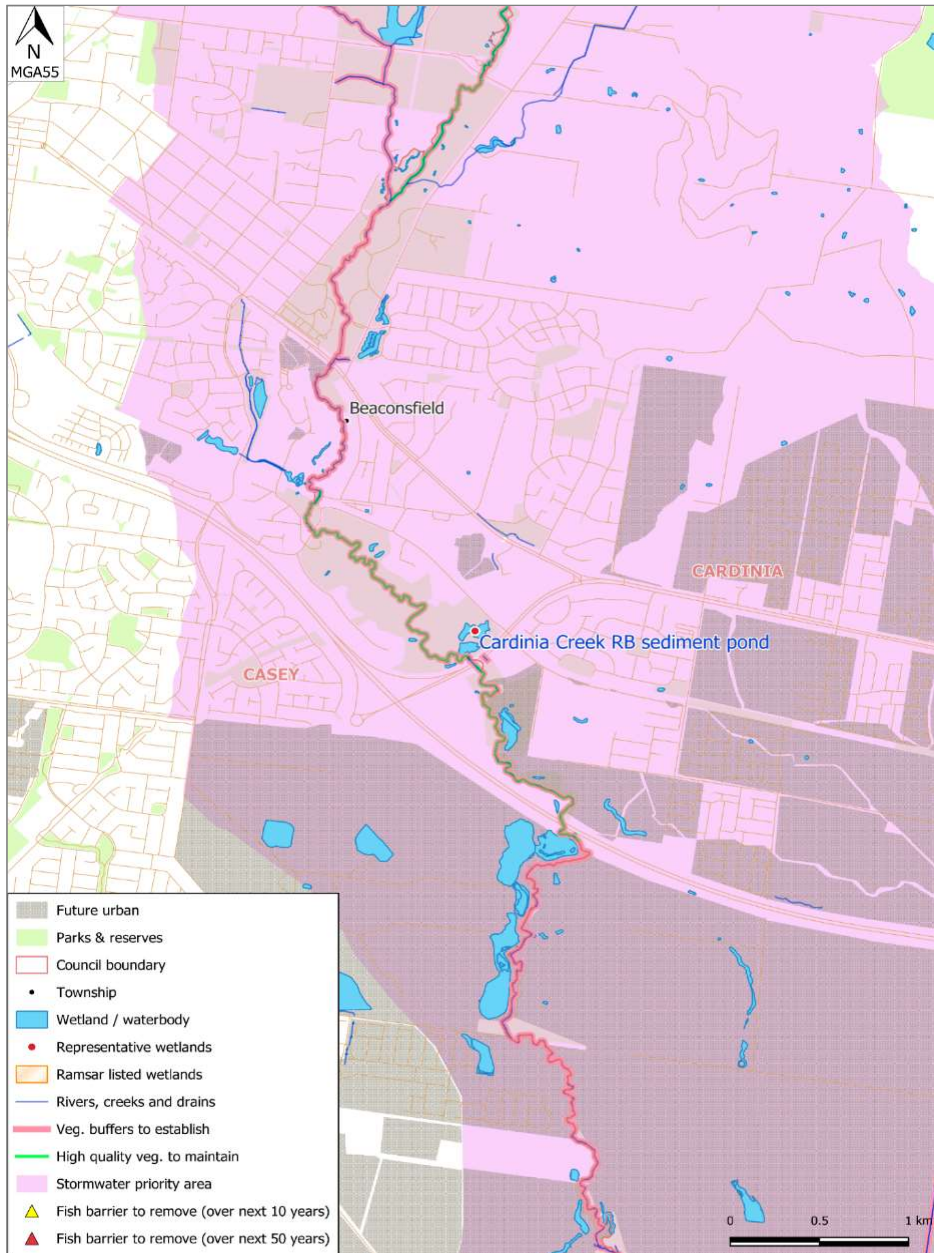 N
MGA55
Beaconsfield
CARDINIA
Cardinia Creek RB sediment pond
CASEY
Future urban
Parks & reserves
Council boundary
Township
Wetland / waterbody
Representative wetlands
Ramsar listed wetlands
Rivers, creeks and drains
Veg. buffers to establish
High quality veg. to maintain
Stormwater priority area
Fish barrier to remove (over next 10 years)
Fish barrier to remove (over next 50 years)
0 0.5 1 km